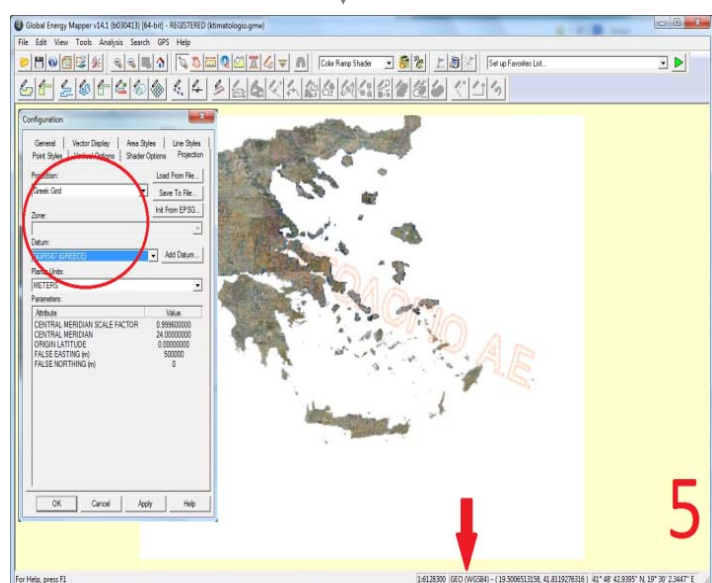 Global Energy Mapper v14.1 (b030413) [64-bit] - REGISTERED (ktimatologio.gmw)
File Edit View Tools Analysis Search GPS Help
Color Ramp Shader
Set up Favorites List...
Configuration
General Vector Display Area Styles Line Styles
Point Styles Vertical Options Shader Options Projection
Projection:
Load From File...
Greek Grid
Save To File...
Init From EPSG...
Zone:
Datum:
GGRS87 (GREECE)
Add Datum...
Planar Units:
METERS
Parameters:
Attribute Value
CENTRAL MERIDIAN SCALE FACTOR 0.999600000
CENTRAL MERIDIAN 24.00000000
ORIGIN LATITUDE 0.00000000
FALSE EASTING (m) 500000
FALSE NORTHING (m) 0
OK Cancel Apply Help
Α.Ε.
5
For Help, press F1
1:6128300 GEO (WGS84) - ( 19.5006513158, 41.8119276316 ) 41° 48' 42.9395" N, 19° 30' 2.3447" E